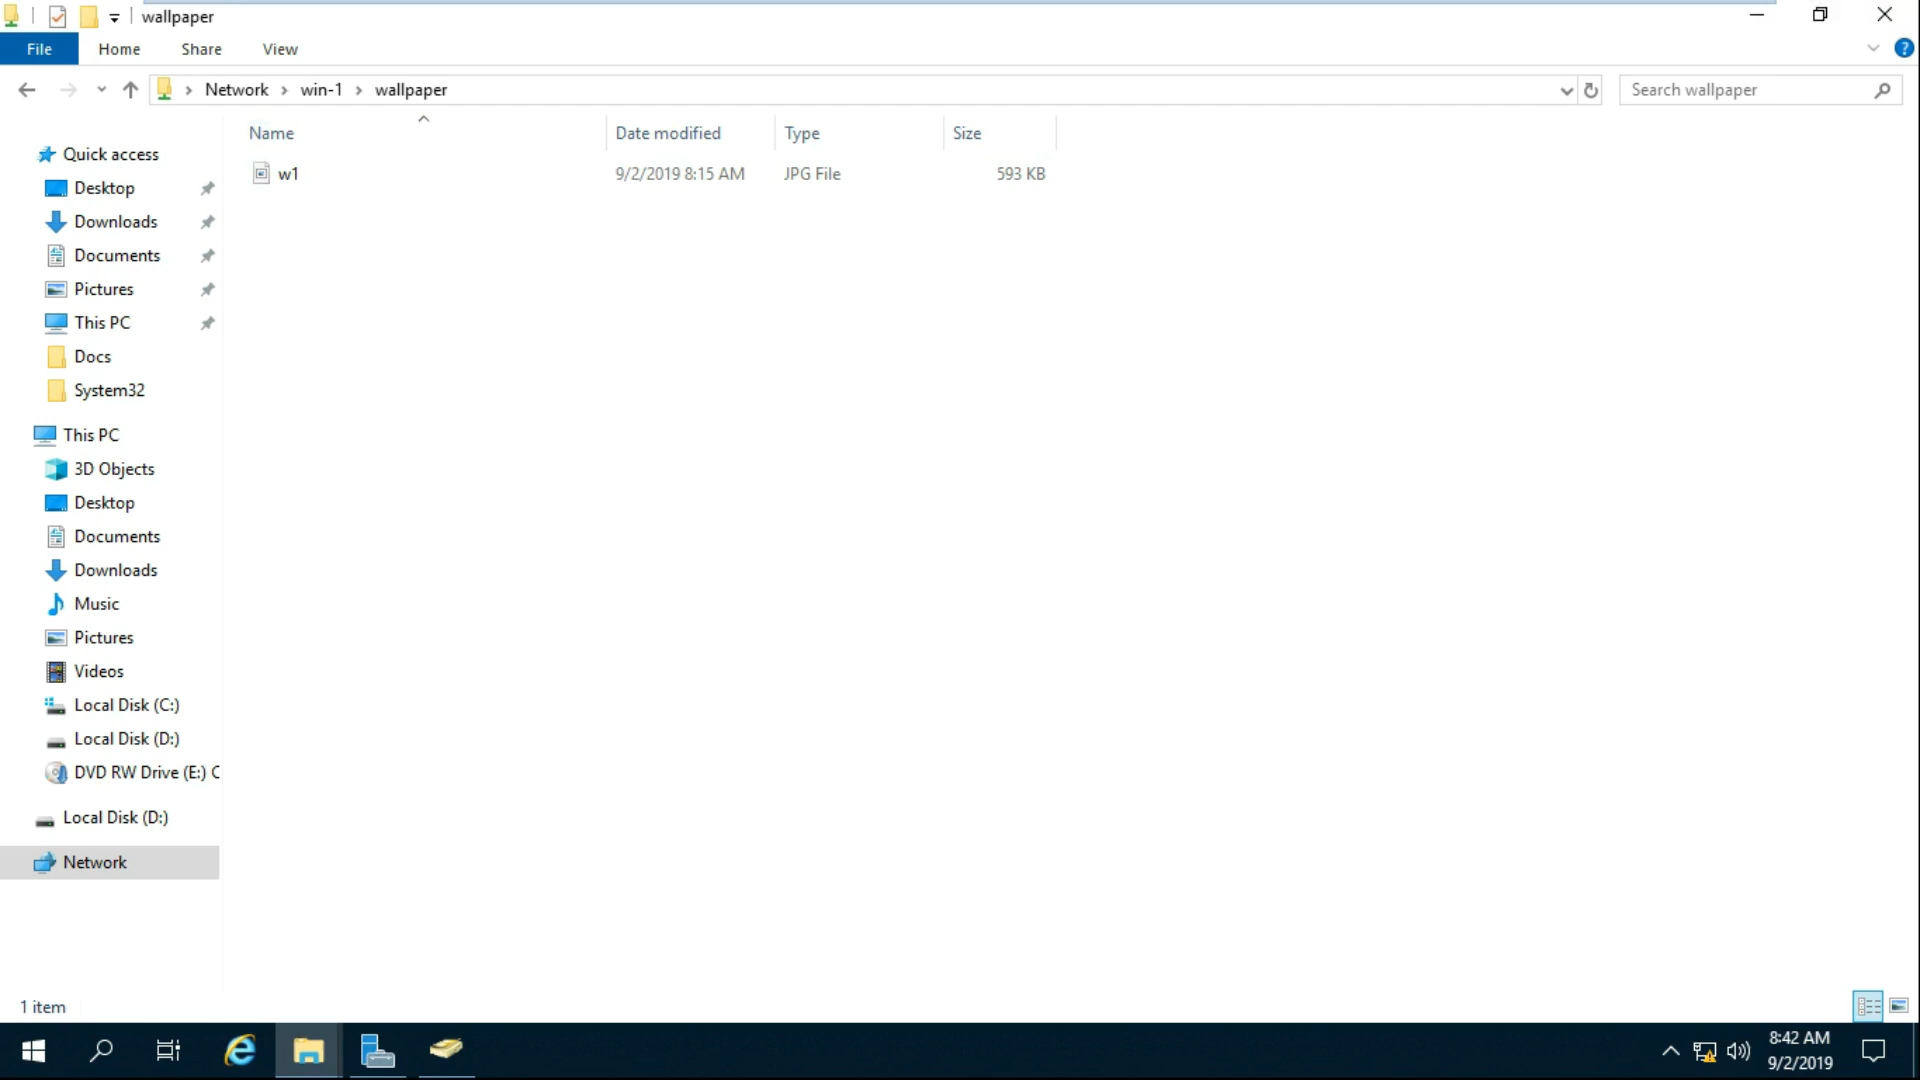 wallpaper
File Home Share View
Network win-1 wallpaper Search wallpaper
Name Date modified Type Size
w1 9/2/2019 8:15 AM JPG File 593 KB
Quick access
Desktop
Downloads
Documents
Pictures
This PC
Docs
System32
This PC
3D Objects
Desktop
Documents
Downloads
Music
Pictures
Videos
Local Disk (C:)
Local Disk (D:)
DVD RW Drive (E:) C
Local Disk (D:)
Network
1 item
8:42 AM
9/2/2019